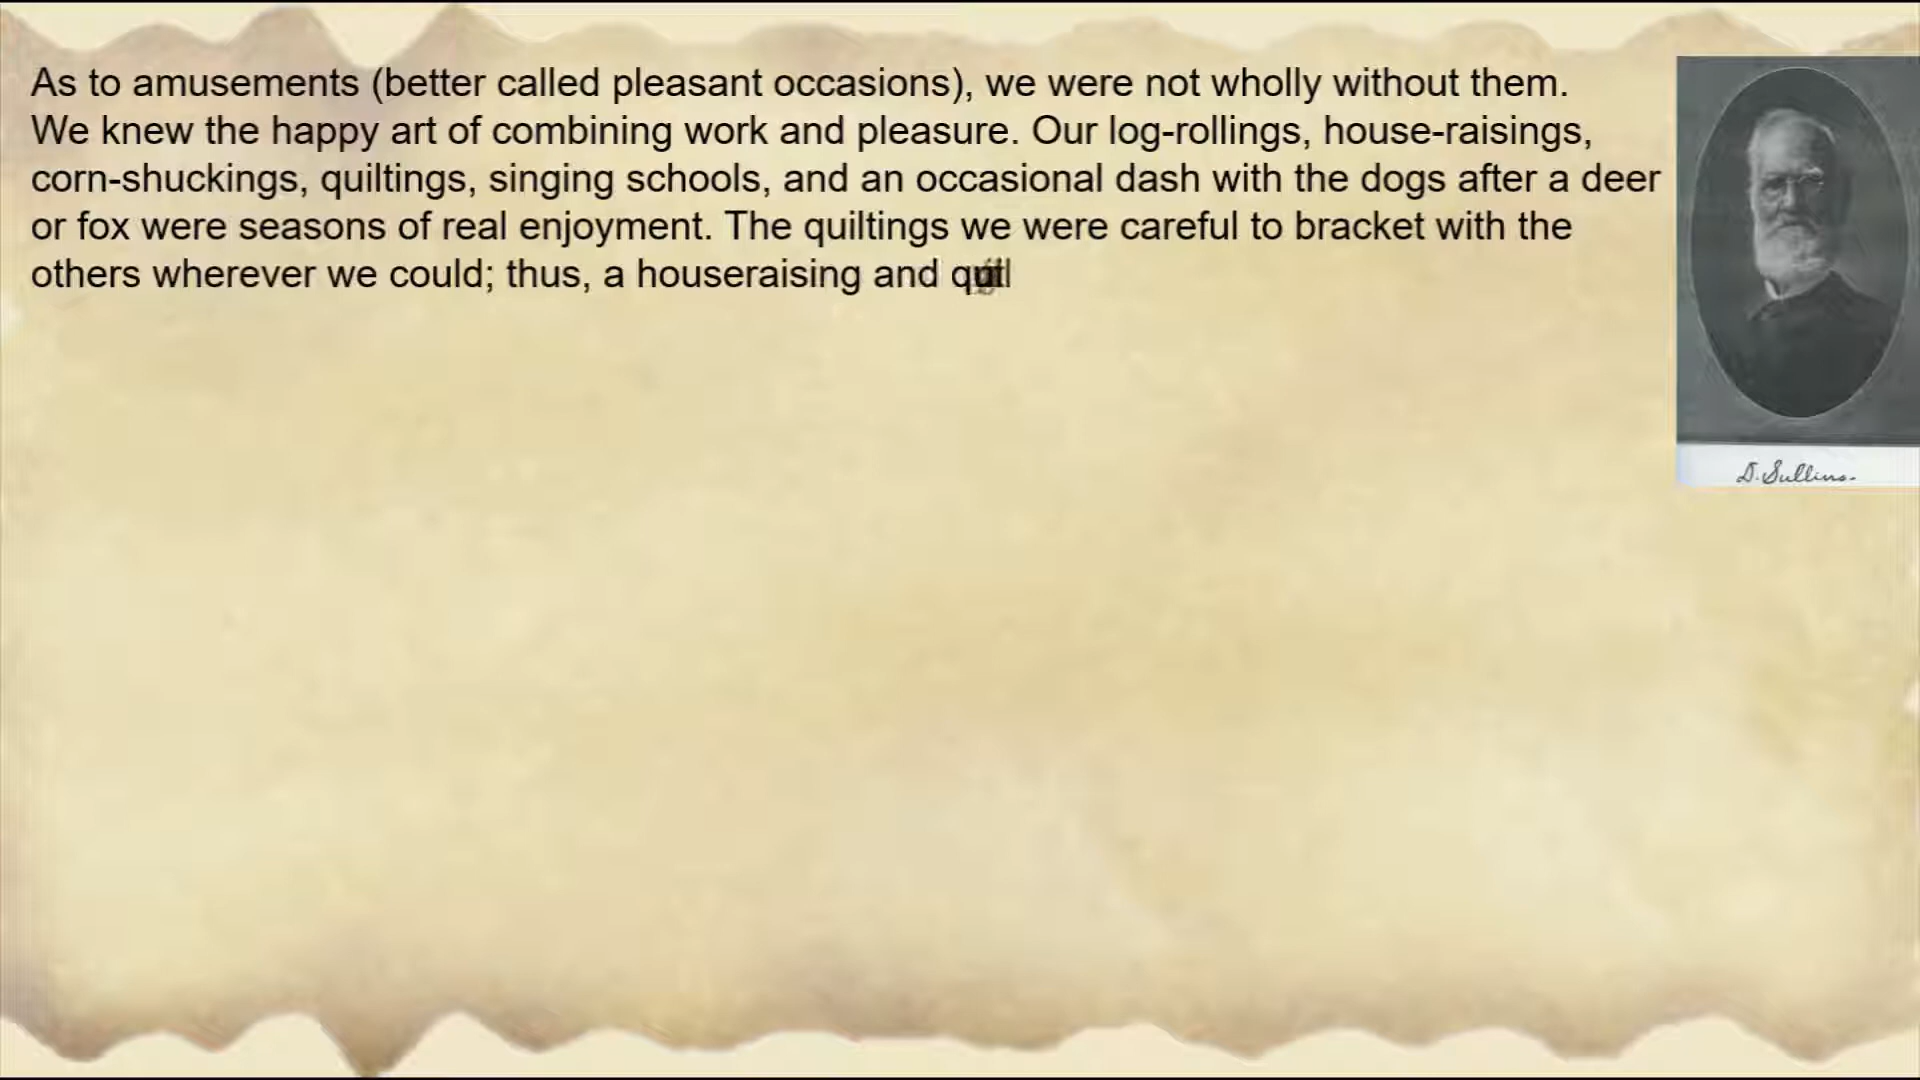 As to amusements (better called pleasant occasions), we were not wholly without them.
We knew the happy art of combining work and pleasure. Our log-rollings, house-raisings,
corn-shuckings, quiltings, singing schools, and an occasional dash with the dogs after a deer
or fox were seasons of real enjoyment. The quiltings we were careful to bracket with the
others wherever we could; thus, a houseraising and
D. Sullins.